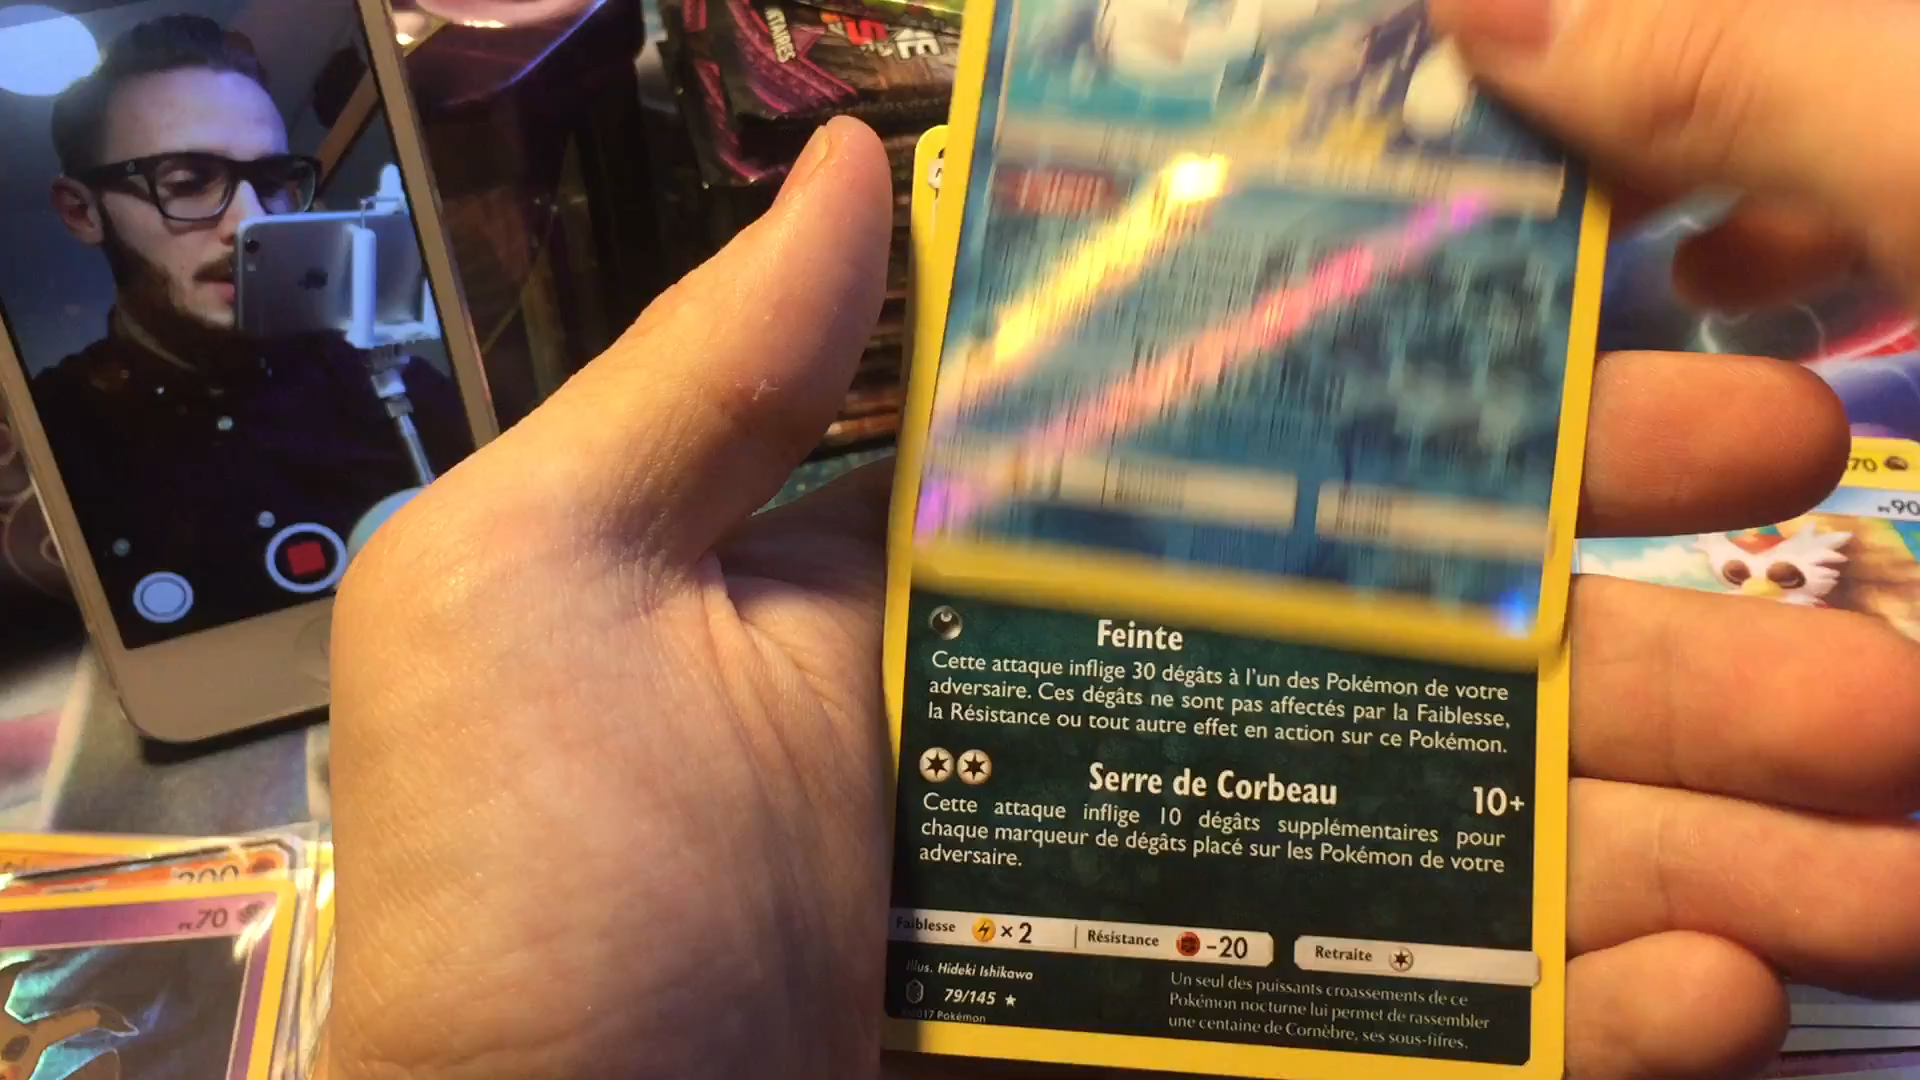 70
90
Feinte
Cette attaque inflige 30 dégâts à l'un des Pokémon de votre
adversaire. Ces dégâts ne sont pas affectés par la Faiblesse,
la Résistance ou tout autre effet en action sur ce Pokémon.
Serre de Corbeau 10+
Cette attaque inflige 10 dégâts supplémentaires pour
chaque marqueur de dégâts placé sur les Pokémon de votre
adversaire.
200
70
Faiblesse ×2 Résistance -20 Retraite
Illus. Hideki Ishikawa
79/145
©2017 Pokémon
Un seul des puissants croassements de ce
Pokémon nocturne lui permet de rassembler
une centaine de Cornèbre, ses sous-fifres.